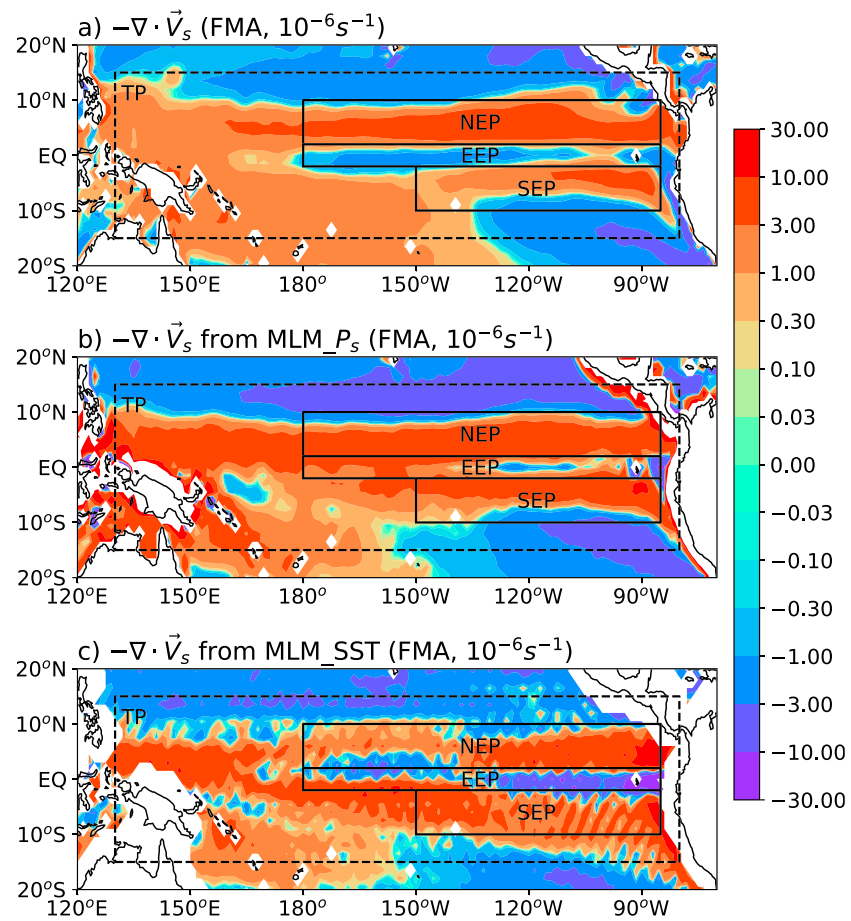 a) −∇ · V⃗s (FMA, 10⁻⁶s⁻¹)
20°N
10°N
EQ
10°S
20°S
TP
NEP
EEP
SEP
120°E 150°E 180° 150°W 120°W 90°W
b) −∇ · V⃗s from MLM_Ps (FMA, 10⁻⁶s⁻¹)
20°N
10°N
EQ
10°S
20°S
TP
NEP
EEP
SEP
120°E 150°E 180° 150°W 120°W 90°W
c) −∇ · V⃗s from MLM_SST (FMA, 10⁻⁶s⁻¹)
20°N
10°N
EQ
10°S
20°S
TP
NEP
EEP
SEP
120°E 150°E 180° 150°W 120°W 90°W
30.00
10.00
3.00
1.00
0.30
0.10
0.03
0.00
−0.03
−0.10
−0.30
−1.00
−3.00
−10.00
−30.00